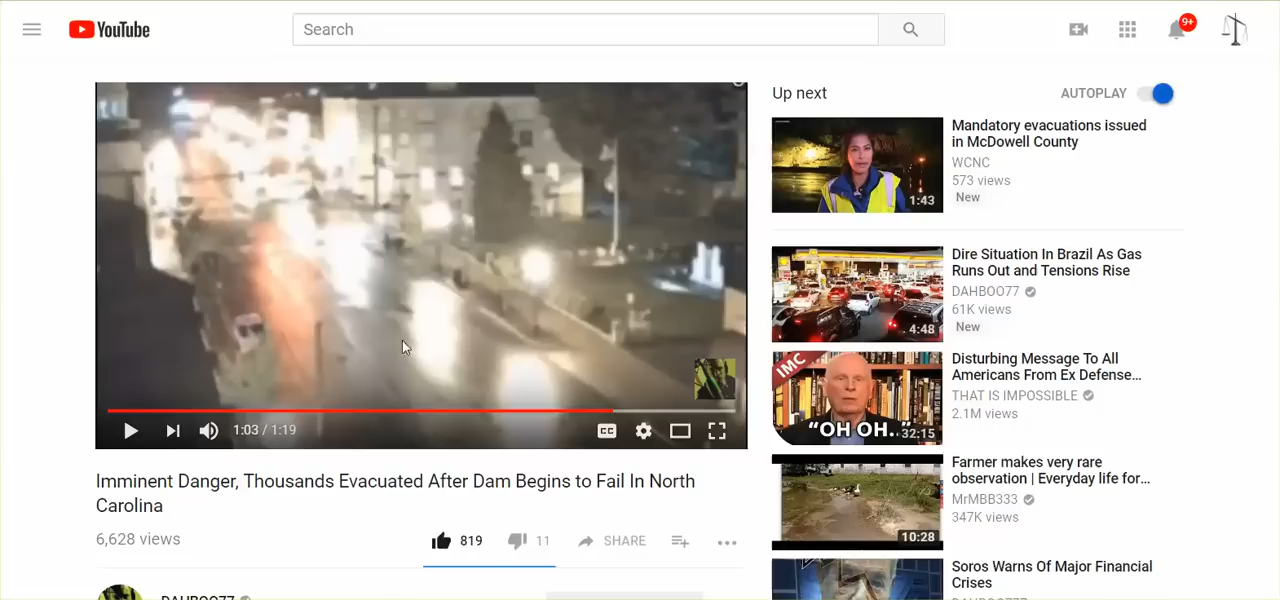 YouTube
Search
9+
Up next
AUTOPLAY
Mandatory evacuations issued
in McDowell County
WCNC
573 views
New
1:43
Dire Situation In Brazil As Gas
Runs Out and Tensions Rise
DAHBOO77
61K views
New
4:48
Disturbing Message To All
Americans From Ex Defense...
THAT IS IMPOSSIBLE
2.1M views
IMC
"OH OH.."
32:15
Farmer makes very rare
observation | Everyday life for...
MrMBB333
347K views
10:28
Soros Warns Of Major Financial
Crises
1:03 / 1:19
CC
Imminent Danger, Thousands Evacuated After Dam Begins to Fail In North
Carolina
6,628 views
819
11
SHARE